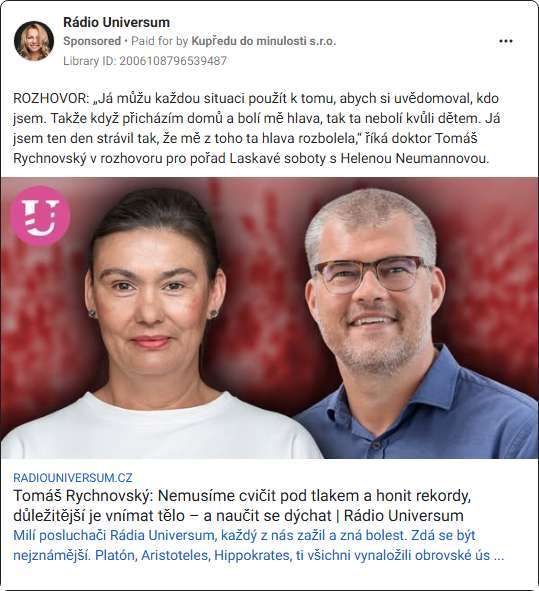 Rádio Universum
Sponsored • Paid for by Kupředu do minulosti s.r.o.
Library ID: 2006108796539487
ROZHOVOR: „Já můžu každou situaci použít k tomu, abych si uvědomoval, kdo
jsem. Takže když přicházím domů a bolí mě hlava, tak ta nebolí kvůli dětem. Já
jsem ten den strávil tak, že mě z toho ta hlava rozbolela,“ říká doktor Tomáš
Rychnovský v rozhovoru pro pořad Laskavé soboty s Helenou Neumannovou.
U
RADIOUNIVERSUM.CZ
Tomáš Rychnovský: Nemusíme cvičit pod tlakem a honit rekordy,
důležitější je vnímat tělo – a naučit se dýchat | Rádio Universum
Milí posluchači Rádia Universum, každý z nás zažil a zná bolest. Zdá se být
nejznámější. Platón, Aristoteles, Hippokrates, ti všichni vynaložili obrovské ús ...